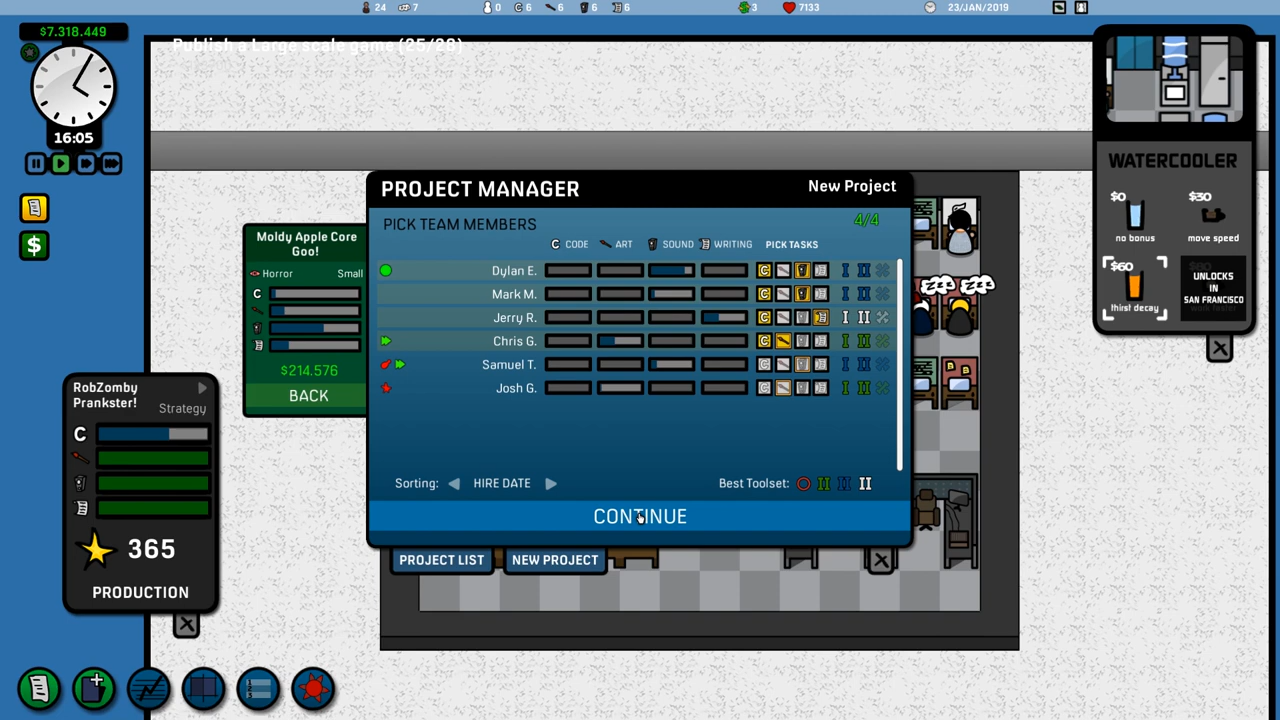 24 7 0 6 6 6 6 3 7133 23/JAN/2019
$7.318.449
Publish a Large scale game (25/28)
16:05
WATERCOOLER
$0
no bonus
$30
move speed
$60
thirst decay
UNLOCKS
IN
SAN FRANCISCO
PROJECT MANAGER
New Project
PICK TEAM MEMBERS
4/4
C CODE ART SOUND WRITING PICK TASKS
Dylan E.
Mark M.
Jerry R.
Chris G.
Samuel T.
Josh G.
Sorting: HIRE DATE
Best Toolset:
CONTINUE
PROJECT LIST
NEW PROJECT
X
Moldy Apple Core
Goo!
Horror Small
C
$214.576
BACK
RobZomby
Prankster!
Strategy
C
365
PRODUCTION
X
X